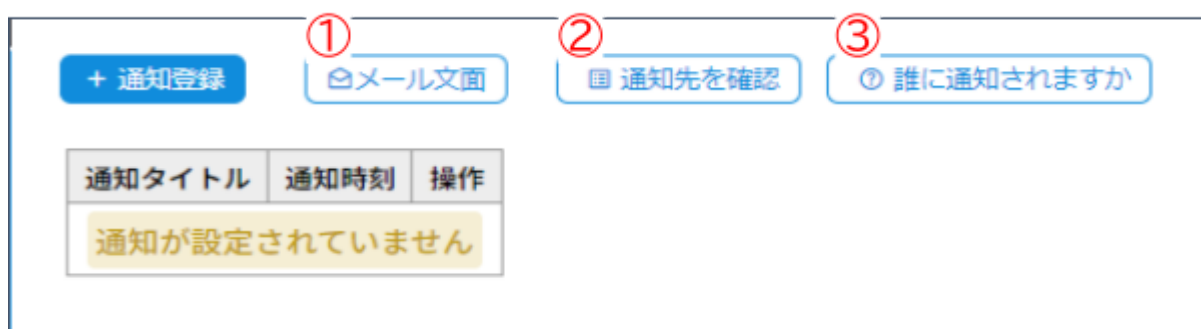 ① ② ③
+ 通知登録 メール文面 通知先を確認 誰に通知されますか
通知タイトル 通知時刻 操作
通知が設定されていません